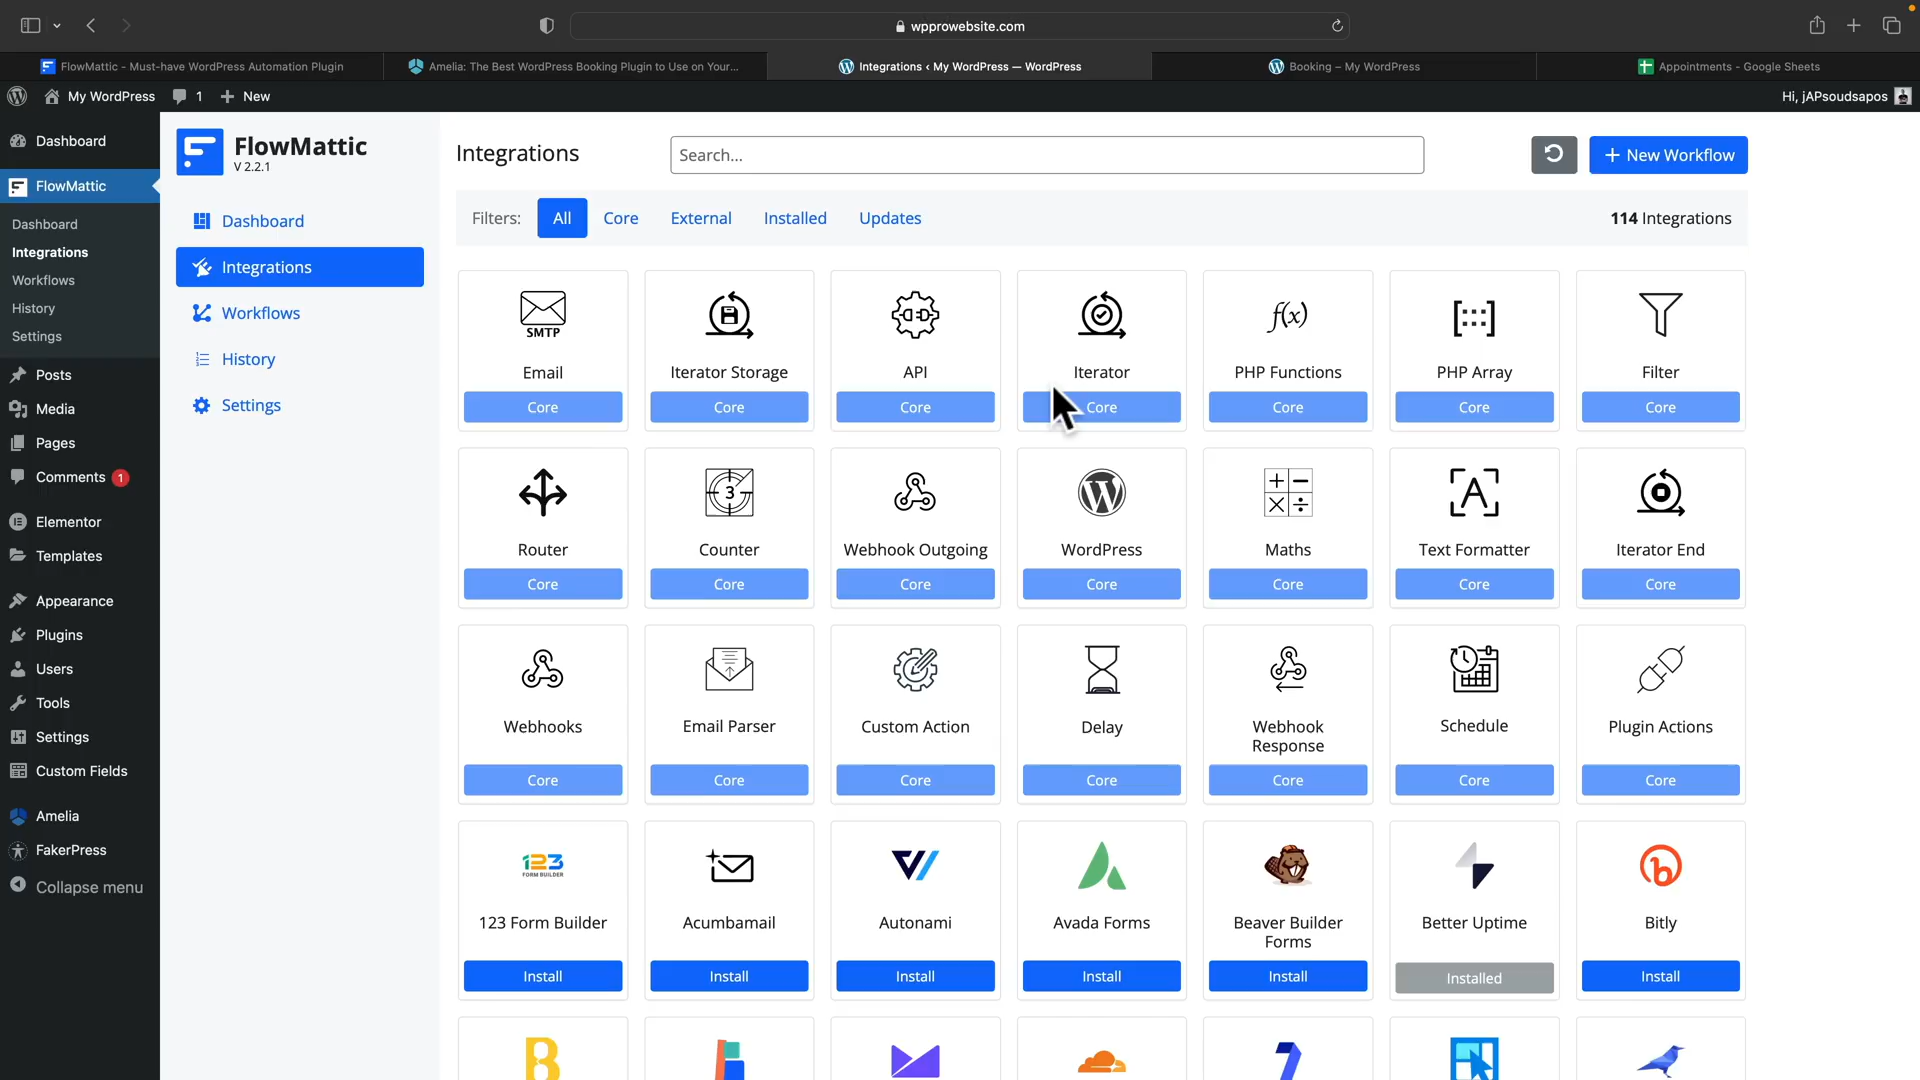 wpprowebsite.com
FlowMattic - Must-have WordPress Automation Plugin
Amelia: The Best WordPress Booking Plugin to Use on Your...
Integrations ‹ My WordPress — WordPress
Booking – My WordPress
Appointments - Google Sheets
My WordPress
1
New
Hi, jAPsoudsapos
Dashboard
FlowMattic
Dashboard
Integrations
Workflows
History
Settings
Posts
Media
Pages
Comments 1
Elementor
Templates
Appearance
Plugins
Users
Tools
Settings
Custom Fields
Amelia
FakerPress
Collapse menu
FlowMattic
V 2.2.1
Dashboard
Integrations
Workflows
History
Settings
Integrations
Search...
New Workflow
Filters: All Core External Installed Updates
114 Integrations
SMTP
f(x)
Email Iterator Storage API Iterator PHP Functions PHP Array Filter
Core Core Core Core Core Core Core
3
A
Router Counter Webhook Outgoing WordPress Maths Text Formatter Iterator End
Core Core Core Core Core Core Core
Webhooks Email Parser Custom Action Delay Webhook Response Schedule Plugin Actions
Core Core Core Core Core Core Core
123
FORM BUILDER
123 Form Builder Acumbamail Autonami Avada Forms Beaver Builder Forms Better Uptime Bitly
Install Install Install Install Install Installed Install